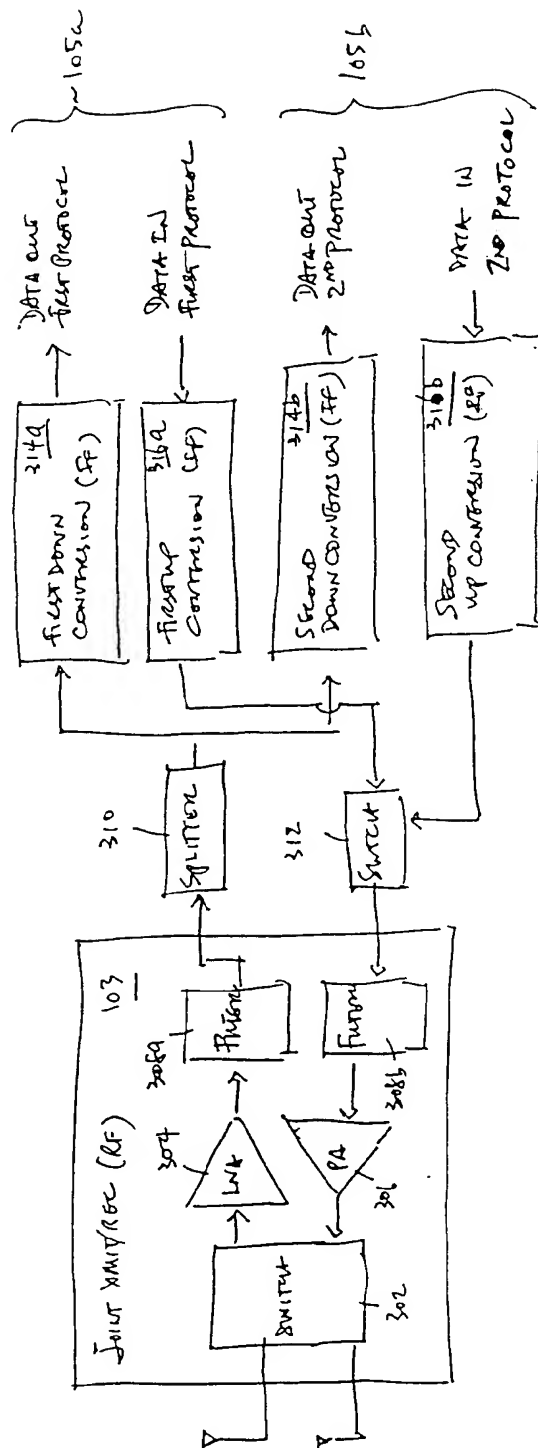 JOINT XMIT/REC (RF)
103
SWITCH
302
LNA
304
PA
306
FILTER
308a
FILTER
308b
SPLITTER
310
SWITCH
312
FIRST DOWN
CONVERSION (IF)
314a
FIRST UP
CONVERSION (IF)
316a
SECOND
DOWN CONVERSION (IF)
314b
SECOND
UP CONVERSION (IF)
316b
DATA OUT
FIRST PROTOCOL
DATA IN
FIRST PROTOCOL
DATA OUT
2ND PROTOCOL
DATA IN
2ND PROTOCOL
~105a
105b